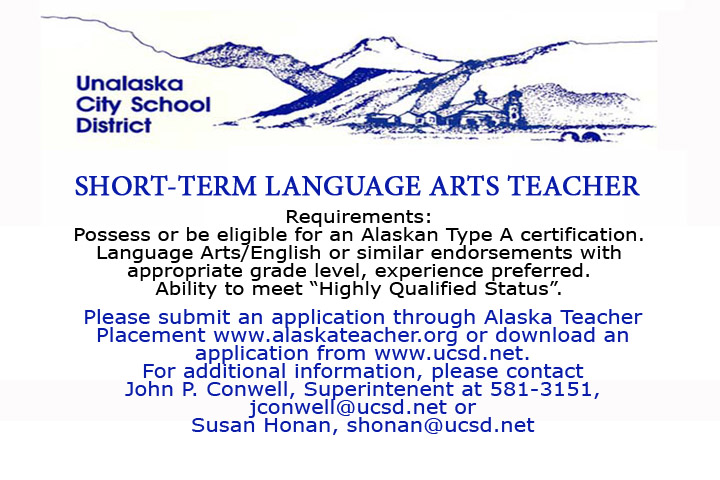 Unalaska
City School
District
SHORT-TERM LANGUAGE ARTS TEACHER
Requirements:
Possess or be eligible for an Alaskan Type A certification.
Language Arts/English or similar endorsements with
appropriate grade level, experience preferred.
Ability to meet “Highly Qualified Status”.
Please submit an application through Alaska Teacher
Placement www.alaskateacher.org or download an
application from www.ucsd.net.
For additional information, please contact
John P. Conwell, Superintenent at 581-3151,
jconwell@ucsd.net or
Susan Honan, shonan@ucsd.net